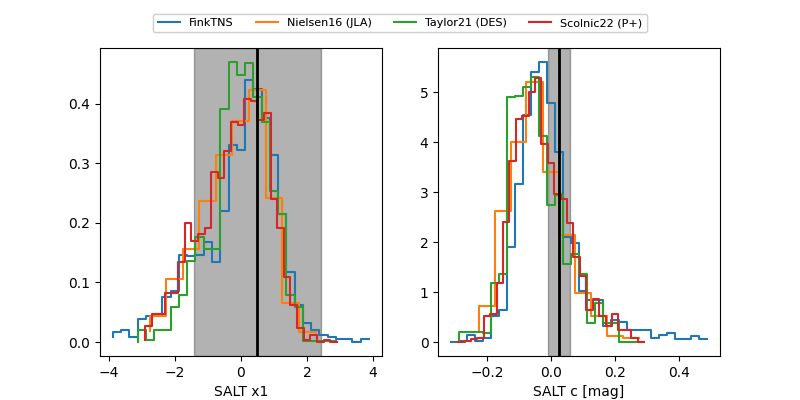 FinkTNS Nielsen16 (JLA) Taylor21 (DES) Scolnic22 (P+)
0.4
0.3
0.2
0.1
0.0
−4 −2 0 2 4
SALT x1
5
4
3
2
1
0
−0.2 0.0 0.2 0.4
SALT c [mag]